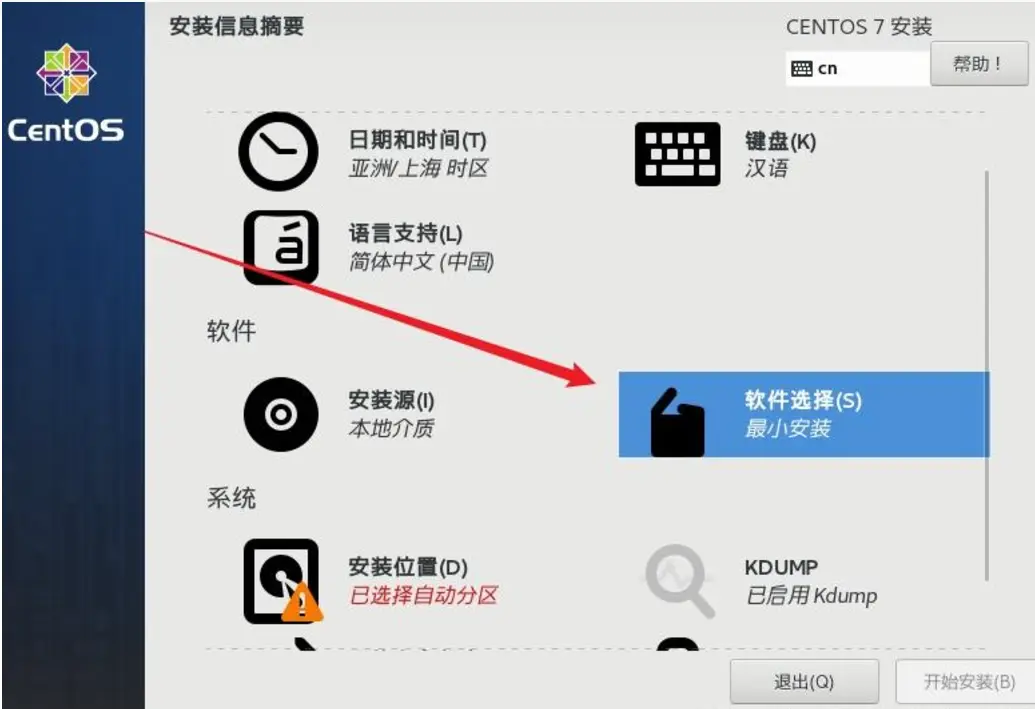 安装信息摘要
CENTOS 7 安装
cn
帮助！
CentOS
日期和时间(T)
亚洲/上海 时区
键盘(K)
汉语
á
语言支持(L)
简体中文 (中国)
软件
安装源(I)
本地介质
软件选择(S)
最小安装
系统
安装位置(D)
已选择自动分区
KDUMP
已启用 Kdump
退出(Q)
开始安装(B)